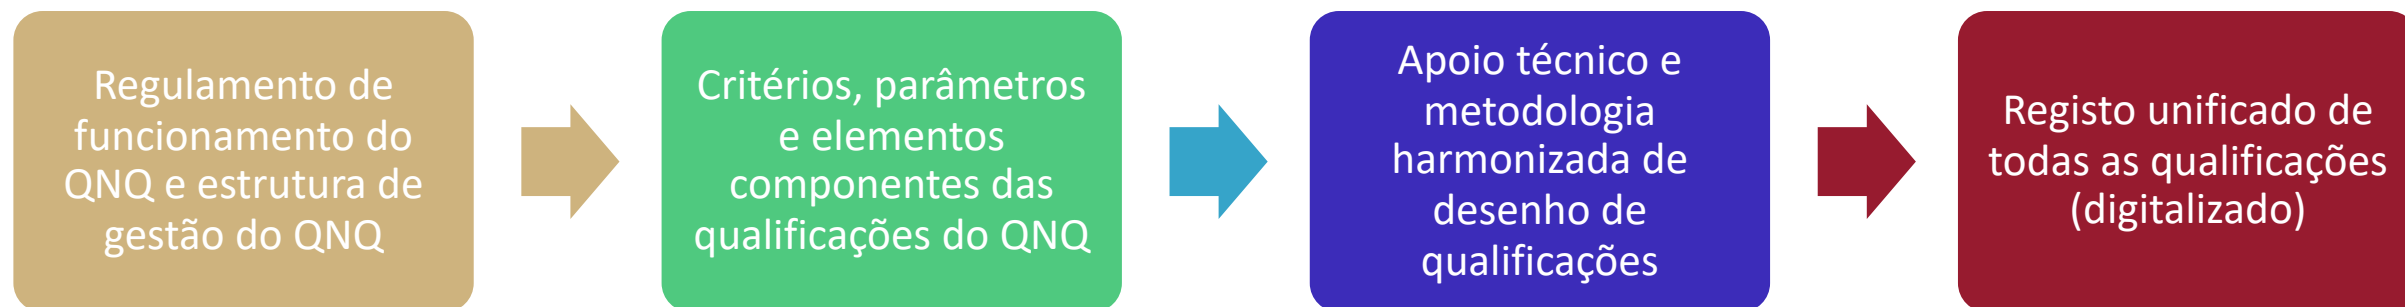 Regulamento de
funcionamento do
QNQ e estrutura de
gestão do QNQ
Critérios, parâmetros
e elementos
componentes das
qualificações do QNQ
Apoio técnico e
metodologia
harmonizada de
desenho de
qualificações
Registo unificado de
todas as qualificações
(digitalizado)